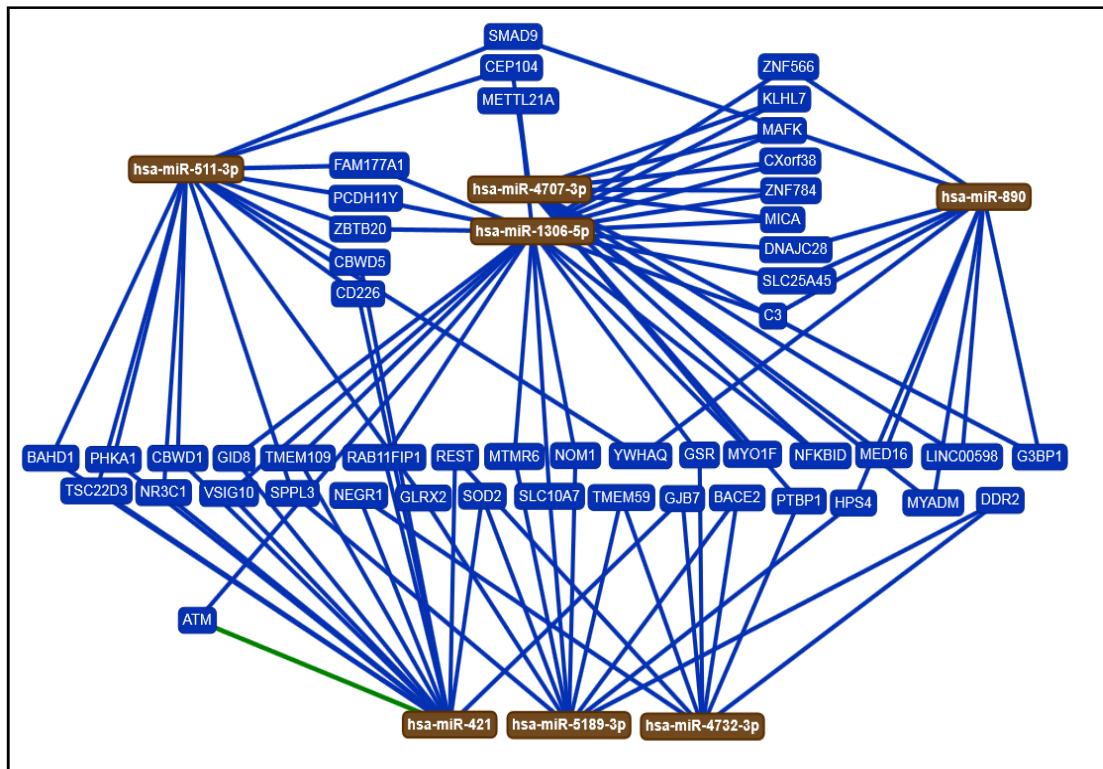 SMAD9
CEP104
ZNF566
METTL21A
KLHL7
MAFK
hsa-miR-511-3p
FAM177A1
CXorf38
hsa-miR-4707-3p
ZNF784
hsa-miR-890
PCDH11Y
MICA
ZBTB20
hsa-miR-1306-5p
DNAJC28
CBWD5
SLC25A45
CD226
C3
BAHD1
PHKA1
CBWD1
GID8
TMEM109
RAB11FIP1
REST
MTMR6
NOM1
YWHAQ
GSR
MYO1F
NFKBID
MED16
LINC00598
G3BP1
TSC22D3
NR3C1
VSIG10
SPPL3
NEGR1
GLRX2
SOD2
SLC10A7
TMEM59
GJB7
BACE2
PTBP1
HPS4
MYADM
DDR2
ATM
hsa-miR-421
hsa-miR-5189-3p
hsa-miR-4732-3p